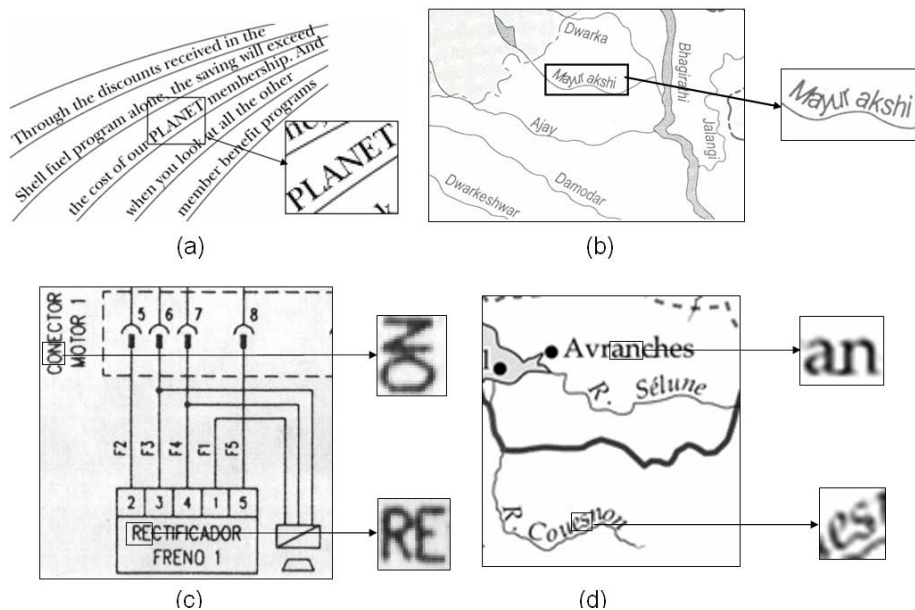 Through the discounts received in the
Shell fuel program alone, the saving will exceed
the cost of our PLANET membership. And
when you look at all the other
member benefit programs
PLANET
(a)
Dwarka
Mayur akshi
Bhagirathi
Jalangi
Ajay
Damodar
Dwarkeshwar
Mayur akshi
(b)
CONECTOR
MOTOR 1
5 6 7 8
F2 F3 F4 F1 F5
2 3 4 1 5
RECTIFICADOR
FRENO 1
ON
RE
(c)
Avranches
R. Sélune
R. Couesnon
an
es
(d)